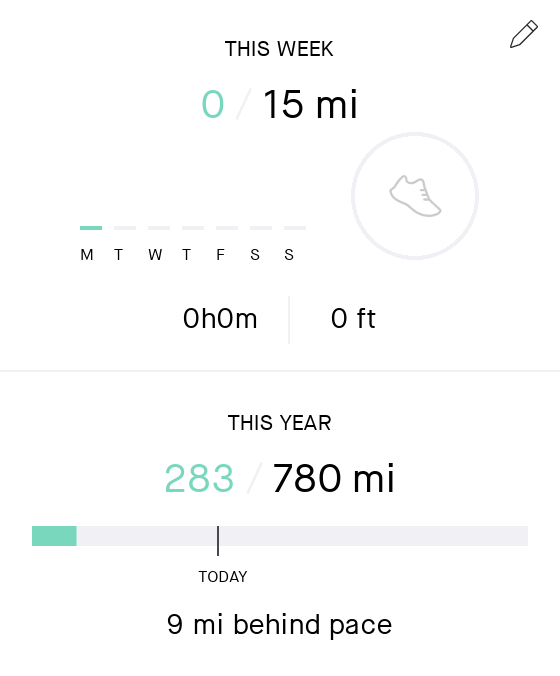 THIS WEEK
0 / 15 mi
M T W T F S S
0h0m
0 ft
THIS YEAR
283 / 780 mi
TODAY
9 mi behind pace